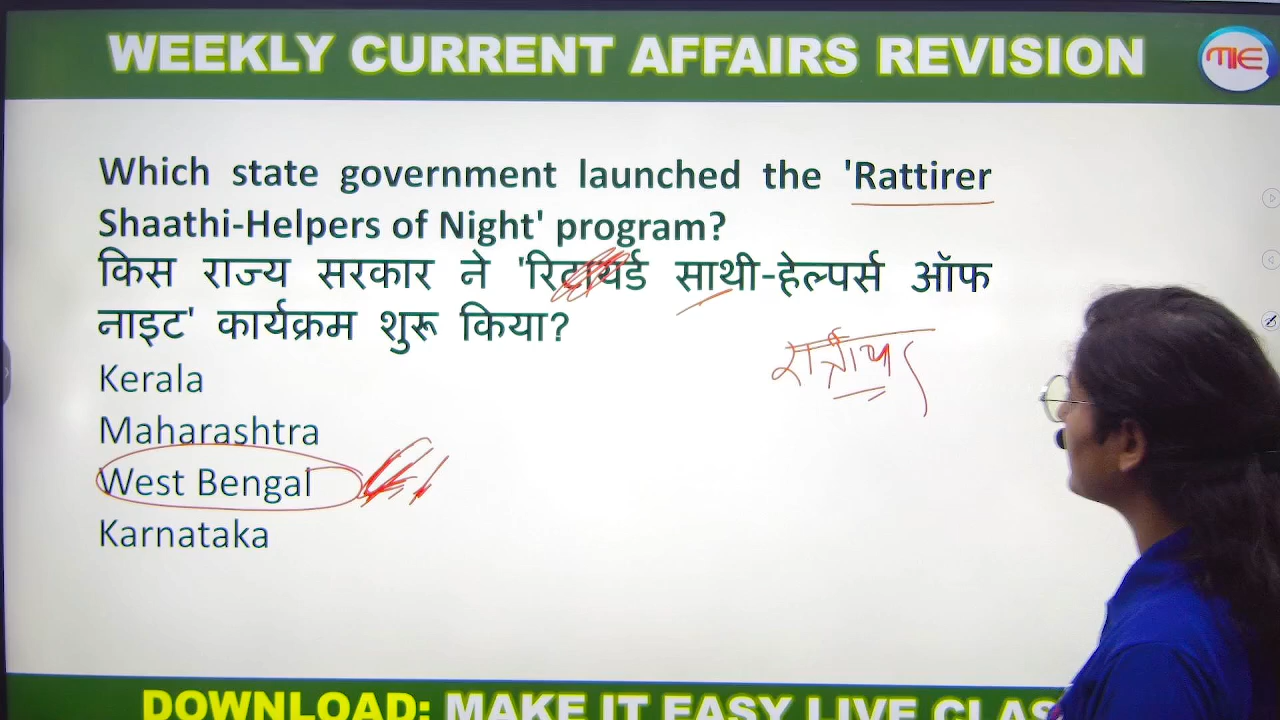 WEEKLY CURRENT AFFAIRS REVISION
MIE
Which state government launched the 'Rattirer
Shaathi-Helpers of Night' program?
किस राज्य सरकार ने 'रिटायर्ड साथी-हेल्पर्स ऑफ
नाइट' कार्यक्रम शुरू किया?
Kerala
Maharashtra
West Bengal
Karnataka
DOWNLOAD: MAKE IT EASY LIVE CLAS